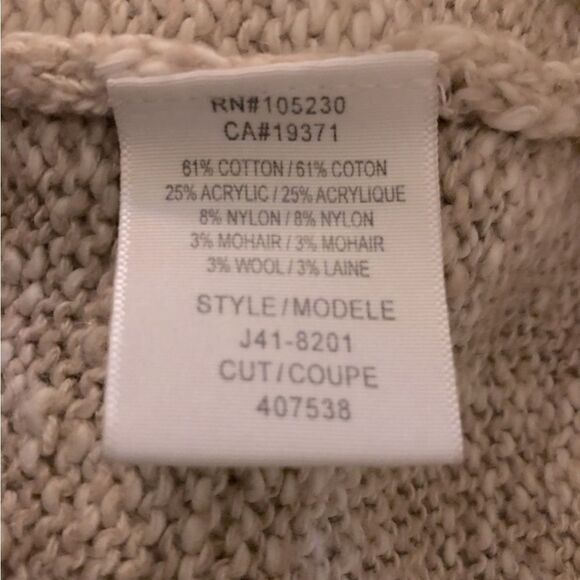 RN#105230
CA#19371
61% COTTON / 61% COTON
25% ACRYLIC / 25% ACRYLIQUE
8% NYLON / 8% NYLON
3% MOHAIR / 3% MOHAIR
3% WOOL / 3% LAINE
STYLE/MODELE
J41-8201
CUT/COUPE
407538